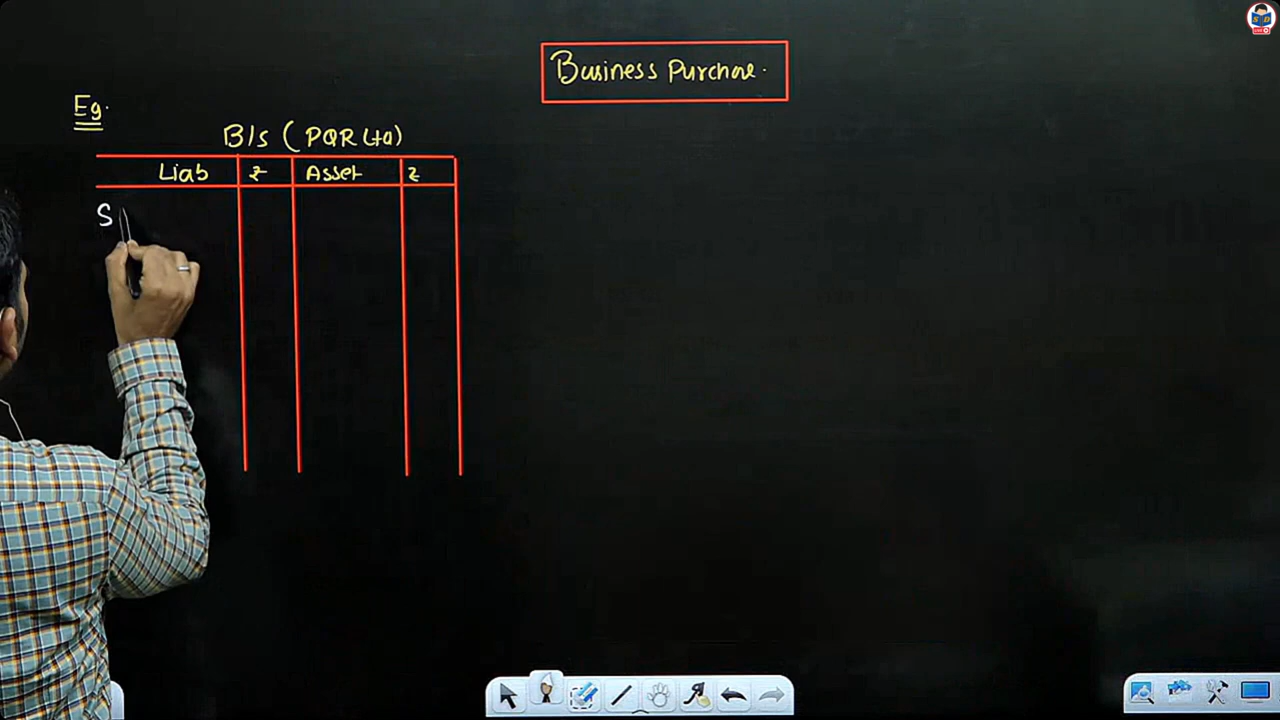 Business Purchase.
Eg.
B/s (PQR Ltd)
Liab ₹ Asset ₹
S